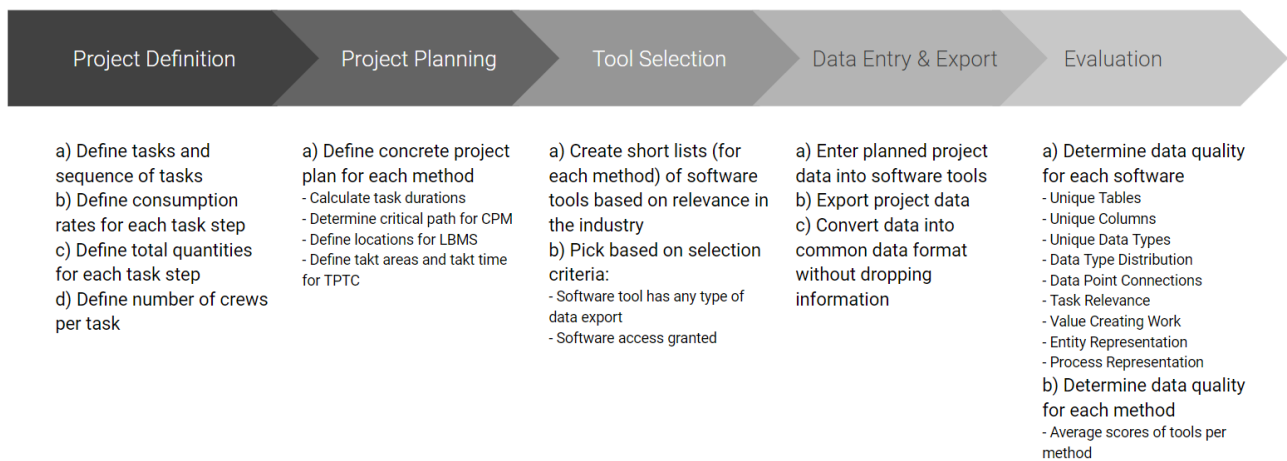 Project Definition
Project Planning
Tool Selection
Data Entry & Export
Evaluation
a) Define tasks and
sequence of tasks
b) Define consumption
rates for each task step
c) Define total quantities
for each task step
d) Define number of crews
per task
a) Define concrete project
plan for each method
- Calculate task durations
- Determine critical path for CPM
- Define locations for LBMS
- Define takt areas and takt time
for TPTC
a) Create short lists (for
each method) of software
tools based on relevance in
the industry
b) Pick based on selection
criteria:
- Software tool has any type of
data export
- Software access granted
a) Enter planned project
data into software tools
b) Export project data
c) Convert data into
common data format
without dropping
information
a) Determine data quality
for each software
- Unique Tables
- Unique Columns
- Unique Data Types
- Data Type Distribution
- Data Point Connections
- Task Relevance
- Value Creating Work
- Entity Representation
- Process Representation
b) Determine data quality
for each method
- Average scores of tools per
method